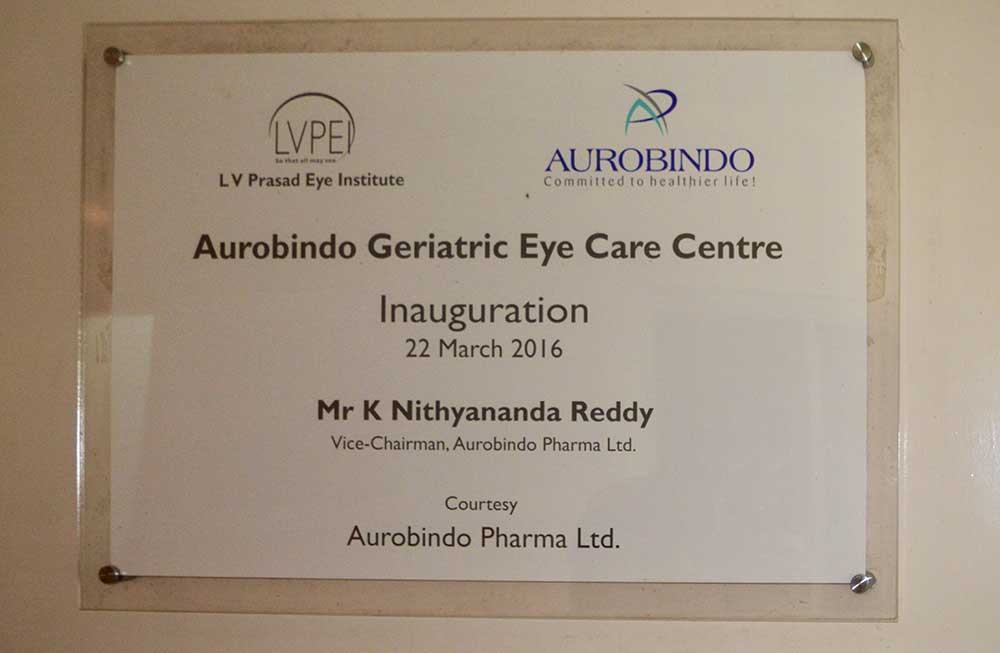 LVPEI
So that all may see
L V Prasad Eye Institute
AUROBINDO
Committed to healthier life!
Aurobindo Geriatric Eye Care Centre
Inauguration
22 March 2016
Mr K Nithyananda Reddy
Vice-Chairman, Aurobindo Pharma Ltd.
Courtesy
Aurobindo Pharma Ltd.